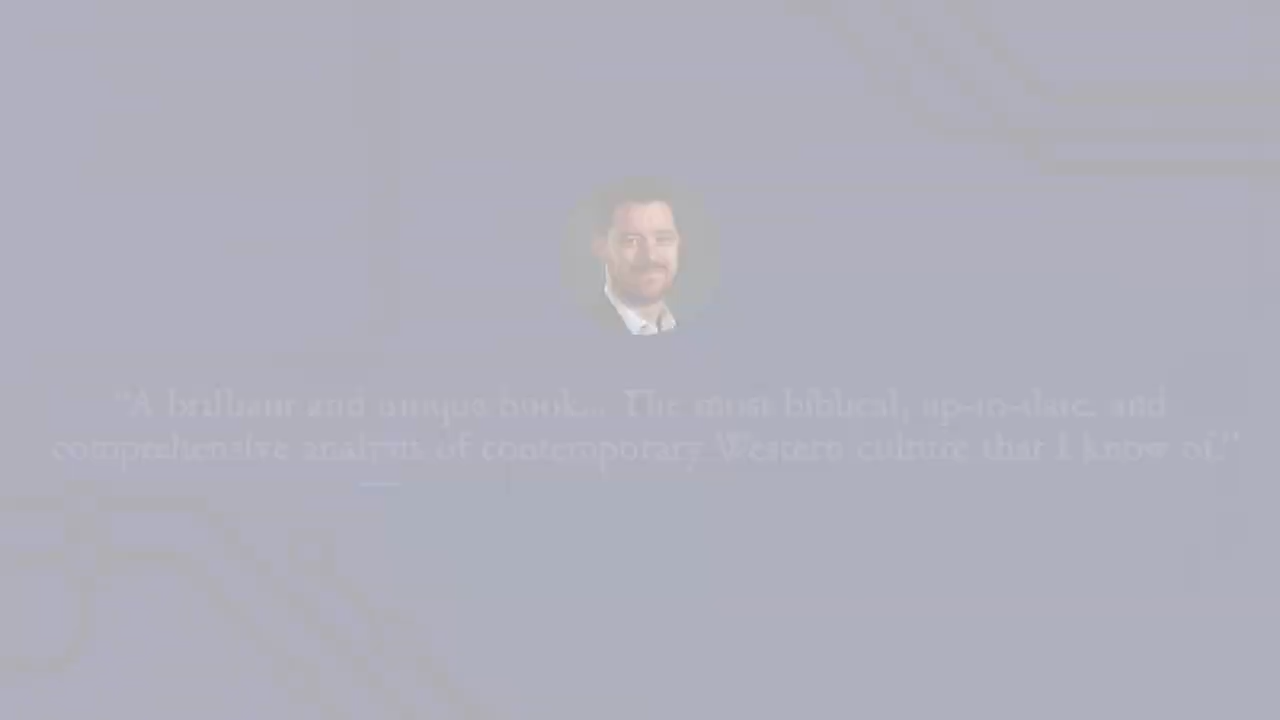 “A brilliant and unique book... The most biblical, up-to-date, and
comprehensive analysis of contemporary Western culture that I know of.”